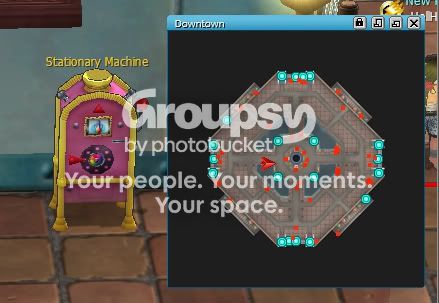 Downtown
Stationary Machine
Groupsy
by photobucket
Your people. Your moments.
Your space.